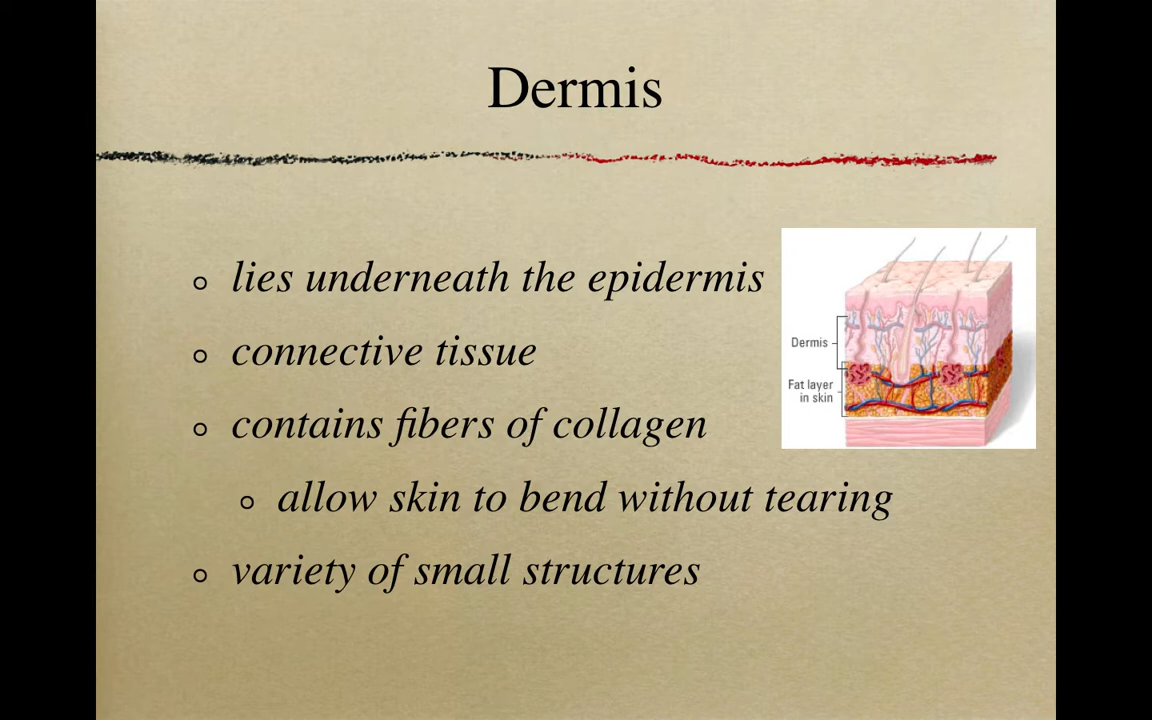 Dermis
lies underneath the epidermis
connective tissue
contains fibers of collagen
allow skin to bend without tearing
variety of small structures
Dermis
Fat layer
in skin